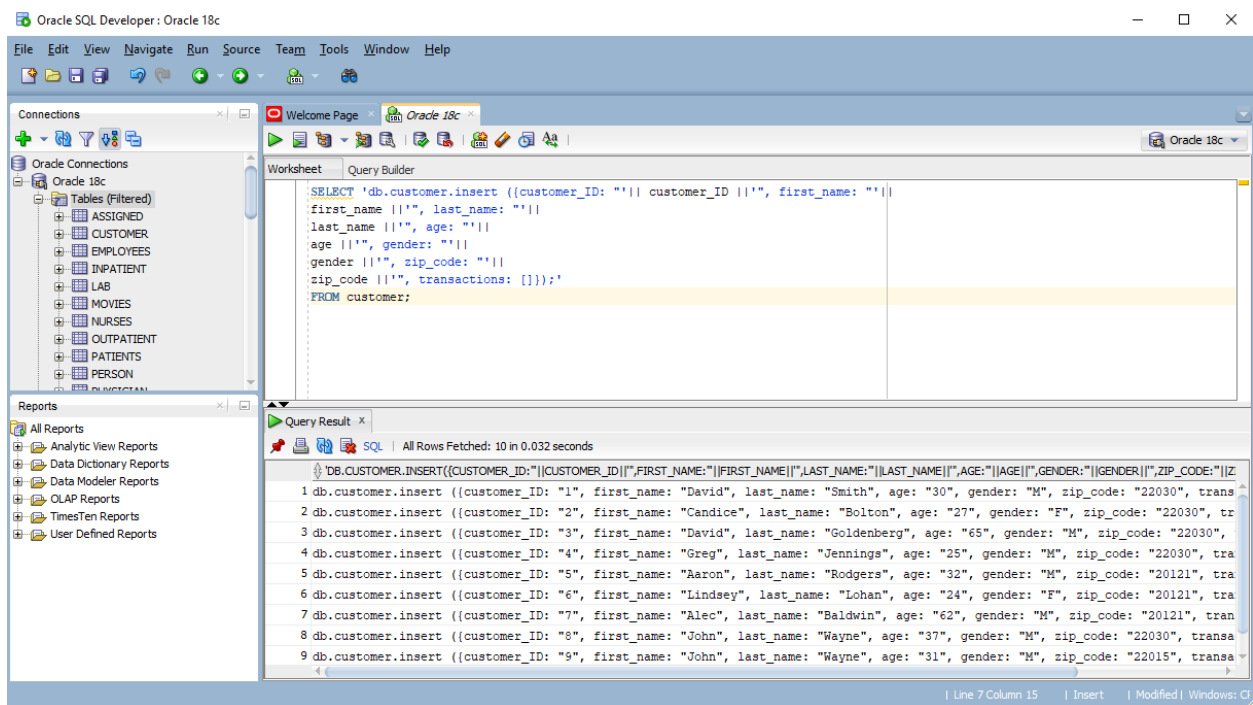 Oracle SQL Developer : Oracle 18c
File Edit View Navigate Run Source Team Tools Window Help
Connections
Oracle Connections
Oracle 18c
Tables (Filtered)
ASSIGNED
CUSTOMER
EMPLOYEES
INPATIENT
LAB
MOVIES
NURSES
OUTPATIENT
PATIENTS
PERSON
PHYSICIAN
Reports
All Reports
Analytic View Reports
Data Dictionary Reports
Data Modeler Reports
OLAP Reports
TimesTen Reports
User Defined Reports
Welcome Page Oracle 18c
Oracle 18c
Worksheet Query Builder
SELECT 'db.customer.insert ({customer_ID: "'|| customer_ID ||'", first_name: "'||
first_name ||'", last_name: "'||
last_name ||'", age: "'||
age ||'", gender: "'||
gender ||'", zip_code: "'||
zip_code ||'", transactions: []});'
FROM customer;
Query Result
SQL | All Rows Fetched: 10 in 0.032 seconds
'DB.CUSTOMER.INSERT({CUSTOMER_ID:"'||CUSTOMER_ID||'",FIRST_NAME:"'||FIRST_NAME||'",LAST_NAME:"'||LAST_NAME||'",AGE:"'||AGE||'",GENDER:"'||GENDER||'",ZIP_CODE:"'||Z
1 db.customer.insert ({customer_ID: "1", first_name: "David", last_name: "Smith", age: "30", gender: "M", zip_code: "22030", trans
2 db.customer.insert ({customer_ID: "2", first_name: "Candice", last_name: "Bolton", age: "27", gender: "F", zip_code: "22030", tr
3 db.customer.insert ({customer_ID: "3", first_name: "David", last_name: "Goldenberg", age: "65", gender: "M", zip_code: "22030",
4 db.customer.insert ({customer_ID: "4", first_name: "Greg", last_name: "Jennings", age: "25", gender: "M", zip_code: "22030", tra
5 db.customer.insert ({customer_ID: "5", first_name: "Aaron", last_name: "Rodgers", age: "32", gender: "M", zip_code: "20121", tra
6 db.customer.insert ({customer_ID: "6", first_name: "Lindsey", last_name: "Lohan", age: "24", gender: "F", zip_code: "20121", tra
7 db.customer.insert ({customer_ID: "7", first_name: "Alec", last_name: "Baldwin", age: "62", gender: "M", zip_code: "20121", tran
8 db.customer.insert ({customer_ID: "8", first_name: "John", last_name: "Wayne", age: "37", gender: "M", zip_code: "22030", transa
9 db.customer.insert ({customer_ID: "9", first_name: "John", last_name: "Wayne", age: "31", gender: "M", zip_code: "22015", transa
| Line 7 Column 15 | Insert | Modified | Windows: CF